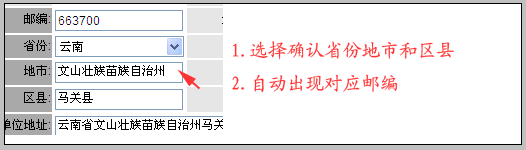 邮编: 663700
省份: 云南
地市: 文山壮族苗族自治州
区县: 马关县
单位地址: 云南省文山壮族苗族自治州马关
1.选择确认省份地市和区县
2.自动出现对应邮编